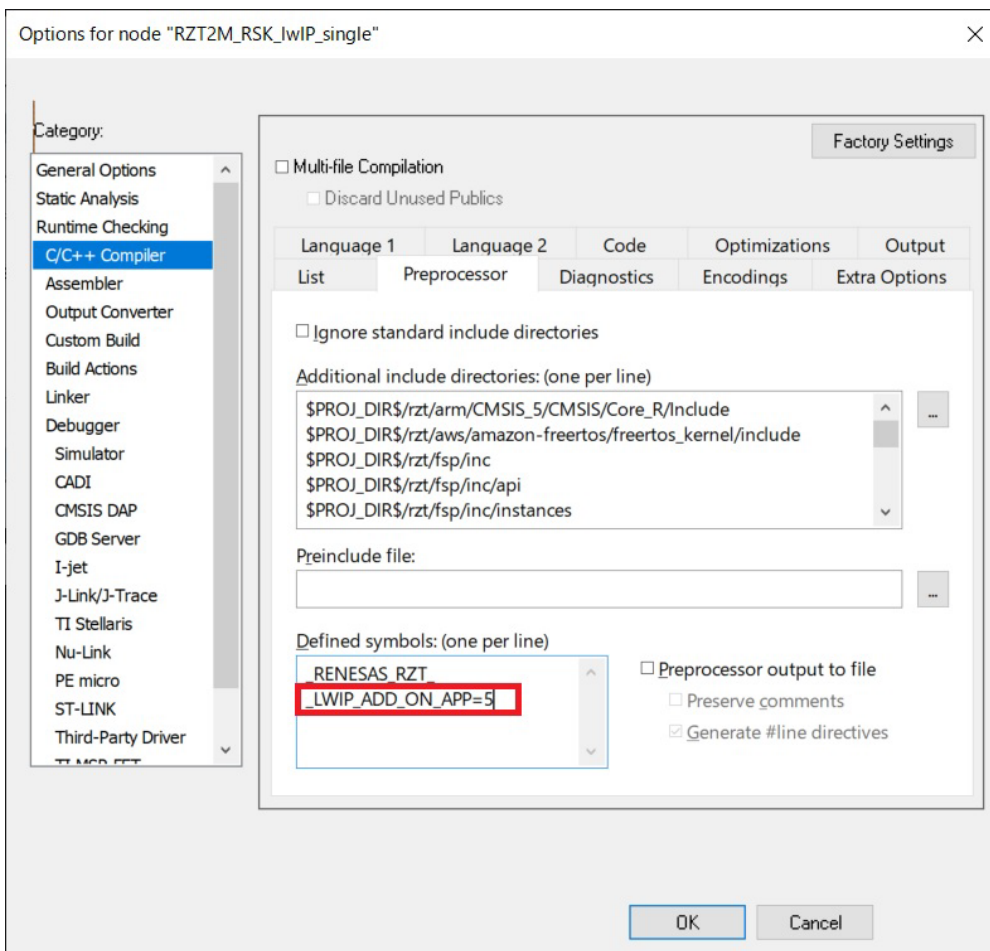 Options for node "RZT2M_RSK_lwIP_single"
Category:
General Options
Static Analysis
Runtime Checking
C/C++ Compiler
Assembler
Output Converter
Custom Build
Build Actions
Linker
Debugger
Simulator
CADI
CMSIS DAP
GDB Server
I-jet
J-Link/J-Trace
TI Stellaris
Nu-Link
PE micro
ST-LINK
Third-Party Driver
TI MSP FET
Factory Settings
Multi-file Compilation
Discard Unused Publics
Language 1 Language 2 Code Optimizations Output
List Preprocessor Diagnostics Encodings Extra Options
Ignore standard include directories
Additional include directories: (one per line)
$PROJ_DIR$/rzt/arm/CMSIS_5/CMSIS/Core_R/Include
$PROJ_DIR$/rzt/aws/amazon-freertos/freertos_kernel/include
$PROJ_DIR$/rzt/fsp/inc
$PROJ_DIR$/rzt/fsp/inc/api
$PROJ_DIR$/rzt/fsp/inc/instances
...
Preinclude file:
...
Defined symbols: (one per line)
_RENESAS_RZT_
_LWIP_ADD_ON_APP=5
Preprocessor output to file
Preserve comments
Generate #line directives
OK Cancel